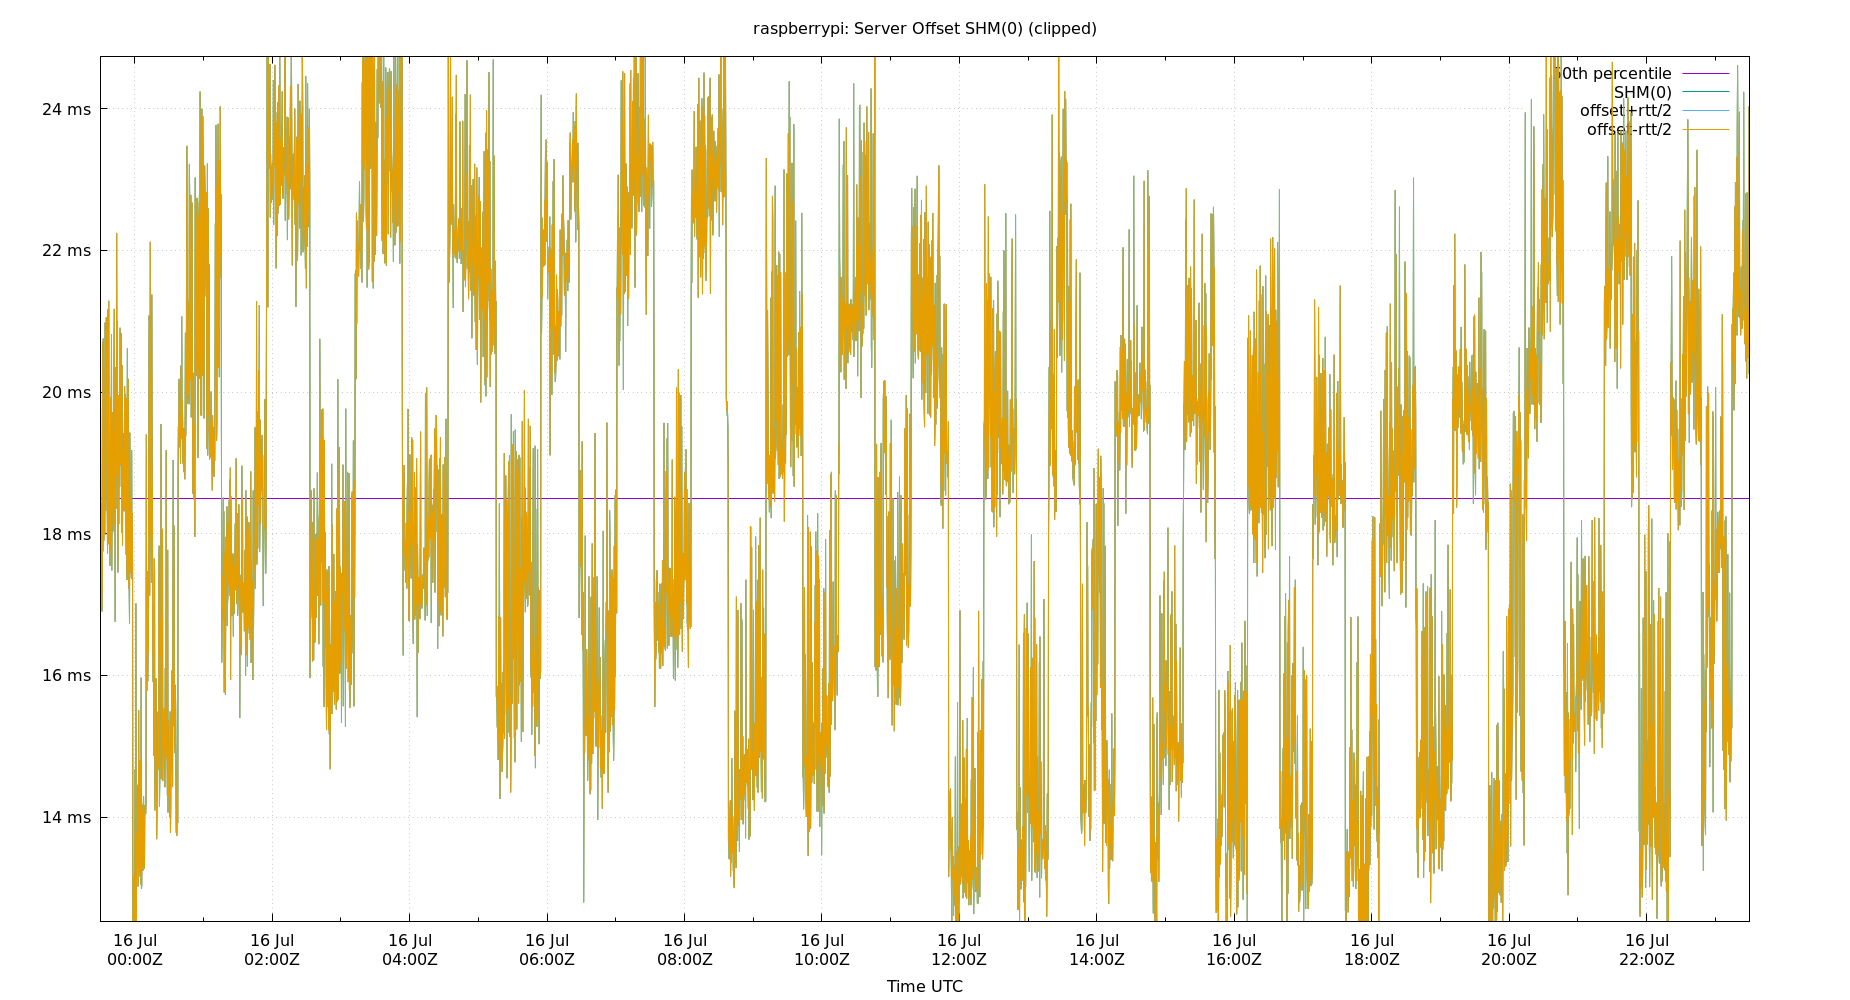 raspberrypi: Server Offset SHM(0) (clipped)
50th percentile
SHM(0)
offset+rtt/2
offset-rtt/2
24 ms
22 ms
20 ms
18 ms
16 ms
14 ms
16 Jul 16 Jul 16 Jul 16 Jul 16 Jul 16 Jul 16 Jul 16 Jul 16 Jul 16 Jul 16 Jul 16 Jul
00:00Z 02:00Z 04:00Z 06:00Z 08:00Z 10:00Z 12:00Z 14:00Z 16:00Z 18:00Z 20:00Z 22:00Z
Time UTC